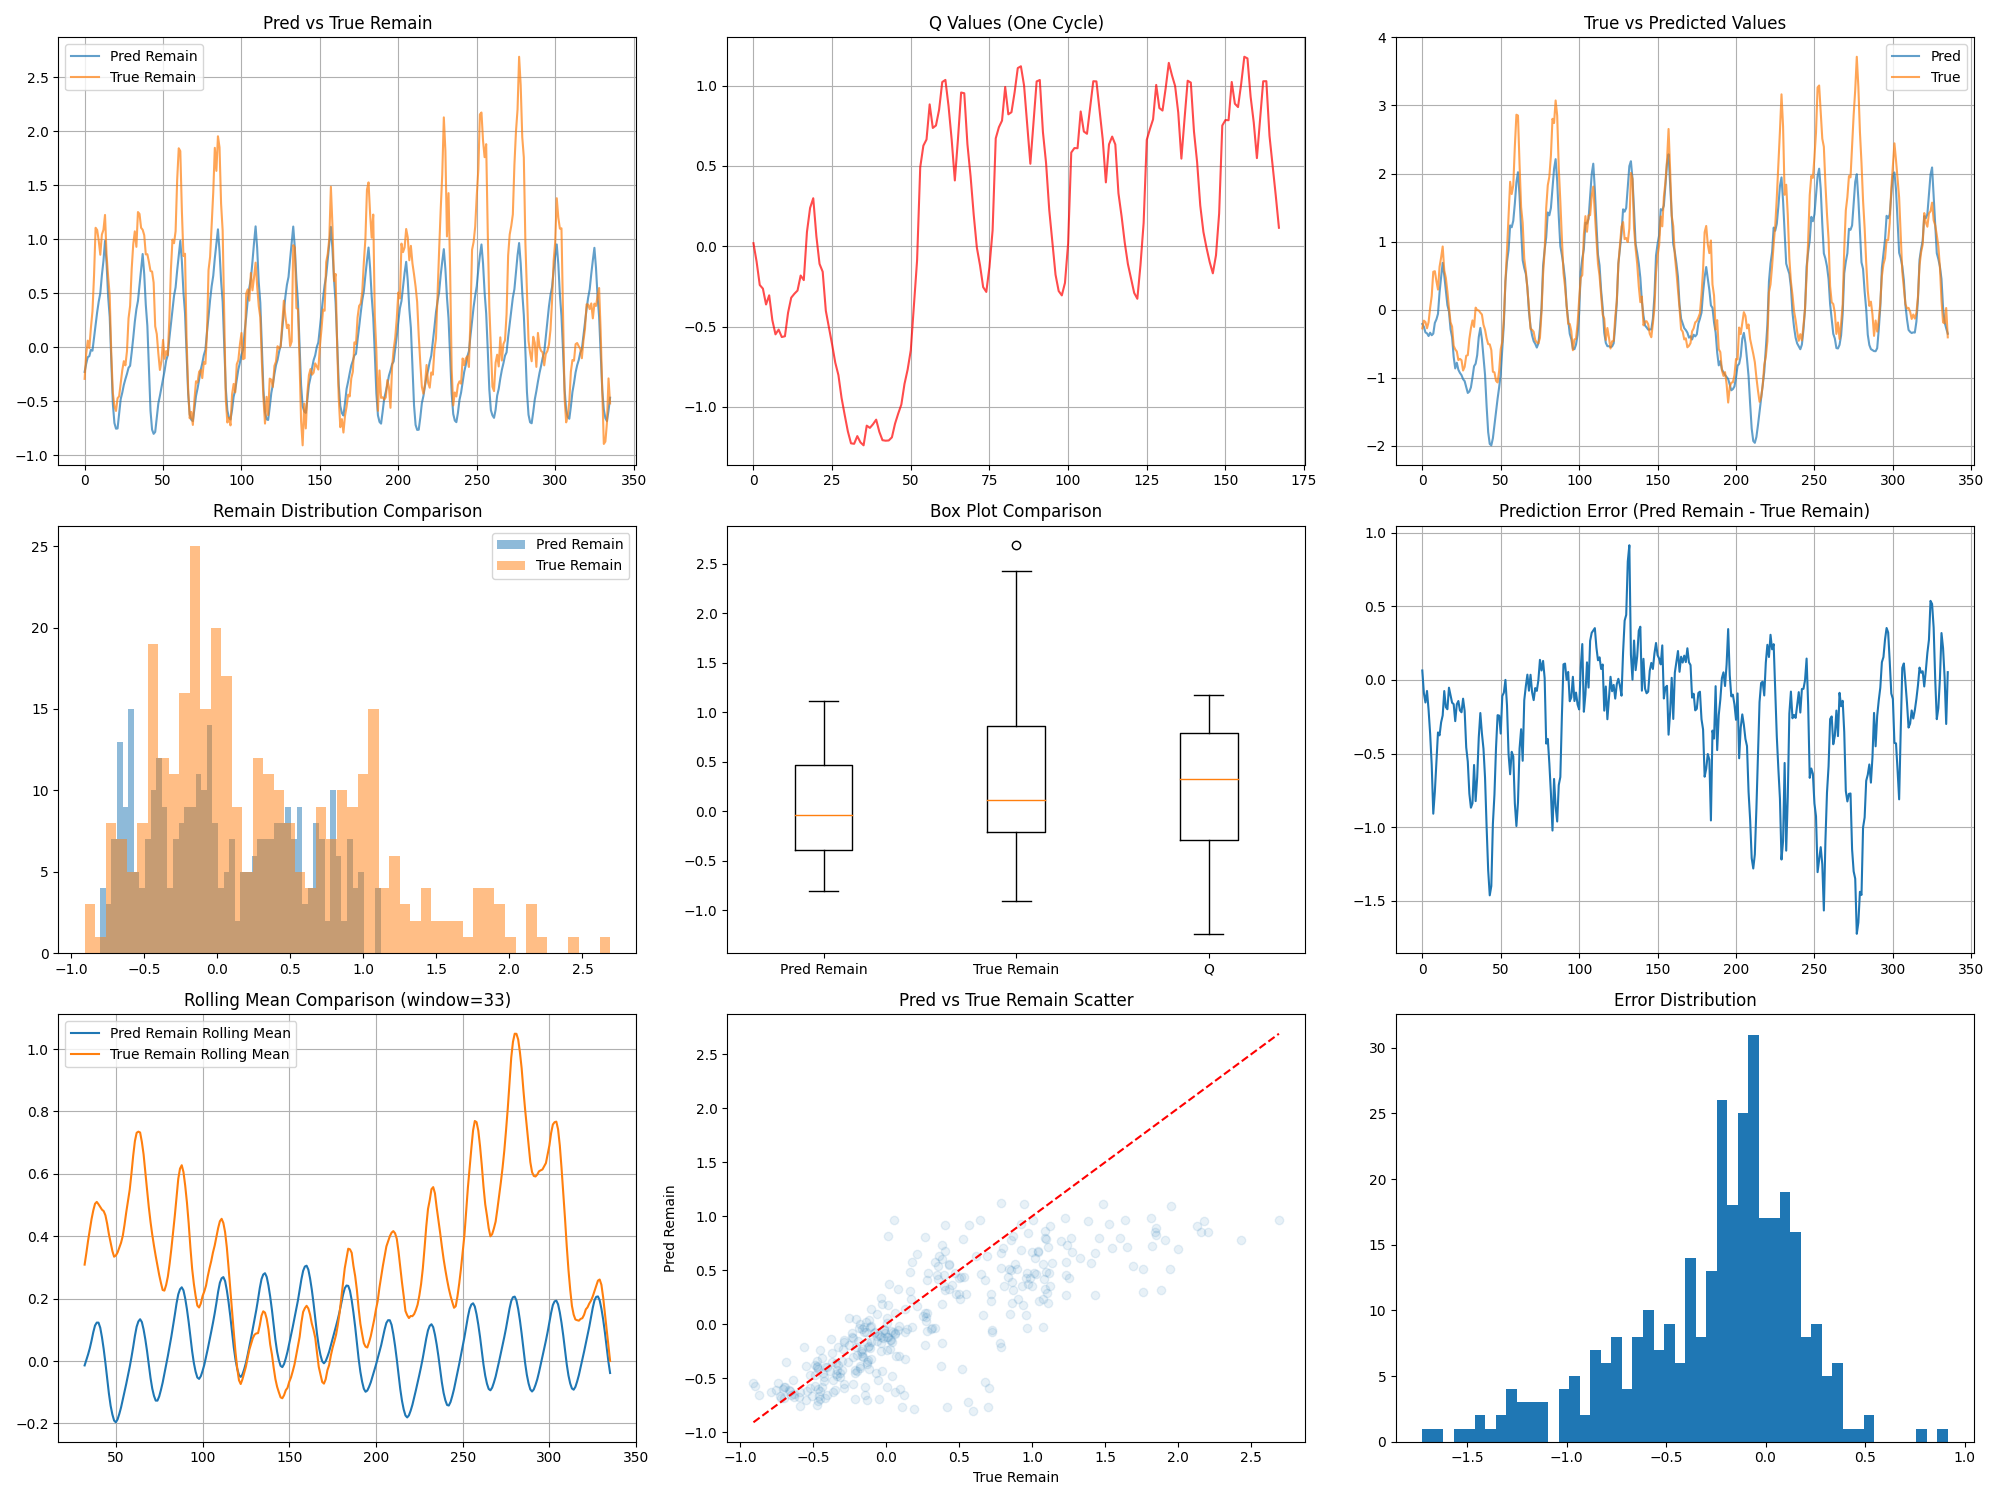 Pred vs True Remain
Pred Remain
True Remain
2.5
2.0
1.5
1.0
0.5
0.0
−0.5
−1.0
0 50 100 150 200 250 300 350
Q Values (One Cycle)
1.0
0.5
0.0
−0.5
−1.0
0 25 50 75 100 125 150 175
True vs Predicted Values
Pred
True
4
3
2
1
0
−1
−2
0 50 100 150 200 250 300 350
Remain Distribution Comparison
Pred Remain
True Remain
25
20
15
10
5
0
−1.0 −0.5 0.0 0.5 1.0 1.5 2.0 2.5
Box Plot Comparison
2.5
2.0
1.5
1.0
0.5
0.0
−0.5
−1.0
Pred Remain True Remain Q
Prediction Error (Pred Remain - True Remain)
1.0
0.5
0.0
−0.5
−1.0
−1.5
0 50 100 150 200 250 300 350
Rolling Mean Comparison (window=33)
Pred Remain Rolling Mean
True Remain Rolling Mean
1.0
0.8
0.6
0.4
0.2
0.0
−0.2
50 100 150 200 250 300 350
Pred vs True Remain Scatter
Pred Remain
2.5
2.0
1.5
1.0
0.5
0.0
−0.5
−1.0
−1.0 −0.5 0.0 0.5 1.0 1.5 2.0 2.5
True Remain
Error Distribution
30
25
20
15
10
5
0
−1.5 −1.0 −0.5 0.0 0.5 1.0